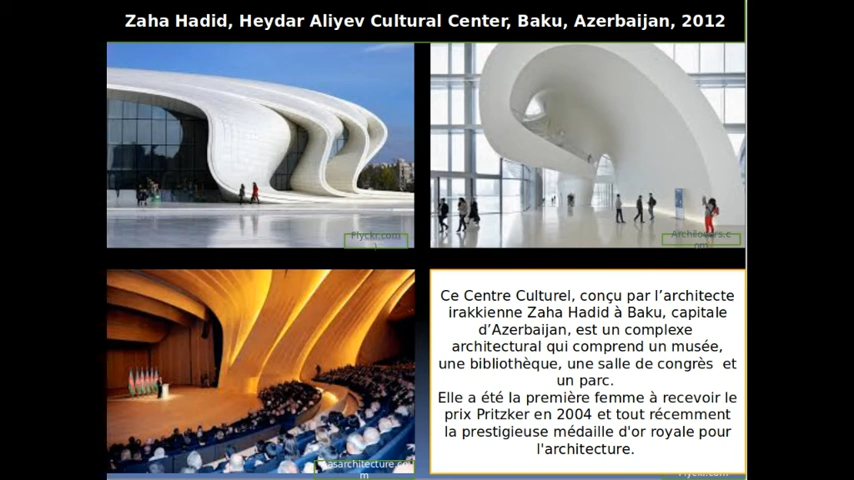 Zaha Hadid, Heydar Aliyev Cultural Center, Baku, Azerbaijan, 2012
Flyckr.com
Ce Centre Culturel, conçu par l’architecte
irakkienne Zaha Hadid à Baku, capitale
d’Azerbaijan, est un complexe
architectural qui comprend un musée,
une bibliothèque, une salle de congrès  et
un parc.
Elle a été la première femme à recevoir le
prix Pritzker en 2004 et tout récemment
la prestigieuse médaille d'or royale pour
l'architecture.
asarchitecture.co
m